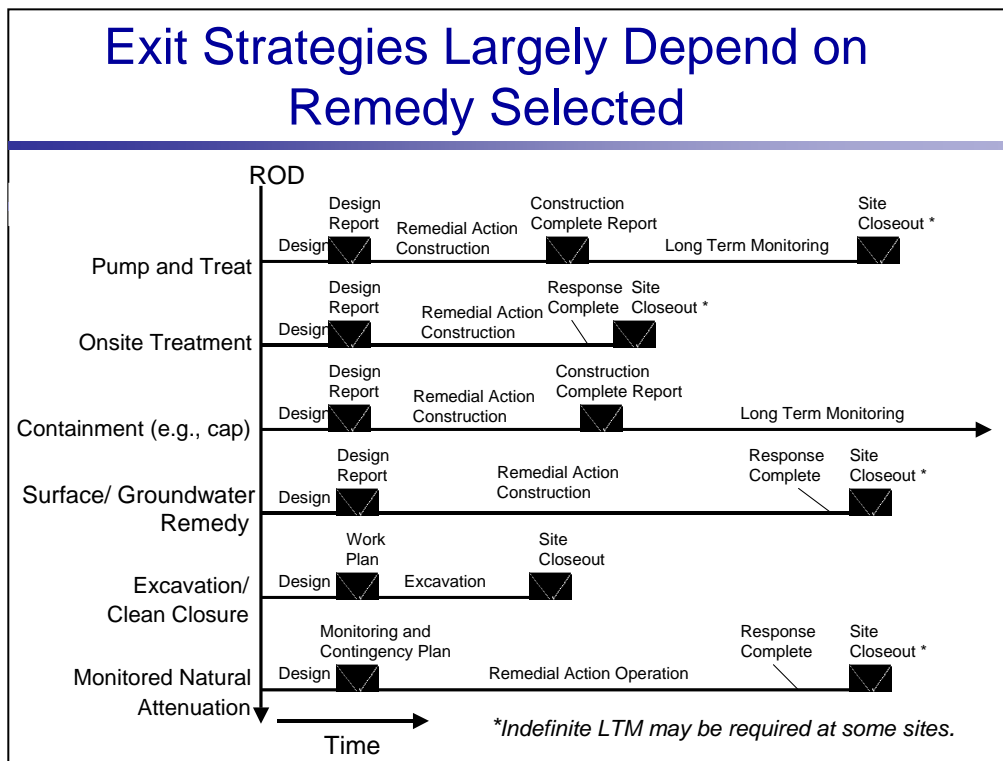 Exit Strategies Largely Depend on
Remedy Selected
ROD
Design
Report
Construction
Complete Report
Site
Closeout *
Remedial Action
Construction
Design
Long Term Monitoring
Pump and Treat
Design
Report
Response
Complete
Site
Closeout *
Remedial Action
Construction
Design
Onsite Treatment
Design
Report
Construction
Complete Report
Remedial Action
Construction
Design
Long Term Monitoring
Containment (e.g., cap)
Design
Report
Response
Complete
Site
Closeout *
Remedial Action
Construction
Design
Surface/ Groundwater
Remedy
Work
Plan
Site
Closeout
Design
Excavation
Excavation/
Clean Closure
Monitoring and
Contingency Plan
Response
Complete
Site
Closeout *
Design
Remedial Action Operation
Monitored Natural
Attenuation
Time
*Indefinite LTM may be required at some sites.